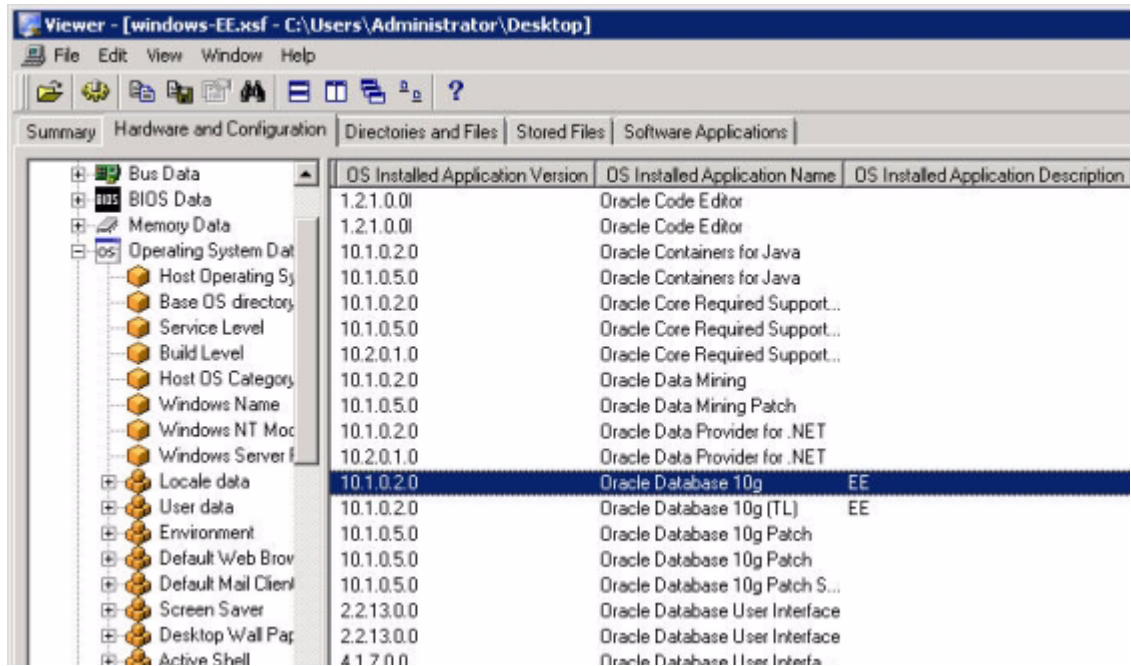 Viewer - [windows-EE.xsf - C:\Users\Administrator\Desktop]
File Edit View Window Help
Summary Hardware and Configuration Directories and Files Stored Files Software Applications
Bus Data
BIOS Data
Memory Data
OS Operating System Dat
Host Operating Sy
Base OS directory
Service Level
Build Level
Host OS Category
Windows Name
Windows NT Mod
Windows Server
Locale data
User data
Environment
Default Web Brow
Default Mail Client
Screen Saver
Desktop Wall Pap
Active Shell
OS Installed Application Version OS Installed Application Name OS Installed Application Description
1.2.1.0.0I Oracle Code Editor
1.2.1.0.0I Oracle Code Editor
10.1.0.2.0 Oracle Containers for Java
10.1.0.5.0 Oracle Containers for Java
10.1.0.2.0 Oracle Core Required Support...
10.1.0.5.0 Oracle Core Required Support...
10.2.0.1.0 Oracle Core Required Support...
10.1.0.2.0 Oracle Data Mining
10.1.0.5.0 Oracle Data Mining Patch
10.1.0.2.0 Oracle Data Provider for .NET
10.2.0.1.0 Oracle Data Provider for .NET
10.1.0.2.0 Oracle Database 10g EE
10.1.0.2.0 Oracle Database 10g (TL) EE
10.1.0.5.0 Oracle Database 10g Patch
10.1.0.5.0 Oracle Database 10g Patch
10.1.0.5.0 Oracle Database 10g Patch S...
2.2.13.0.0 Oracle Database User Interface
2.2.13.0.0 Oracle Database User Interface
4.1.7.0.0 Oracle Database User Interfa...